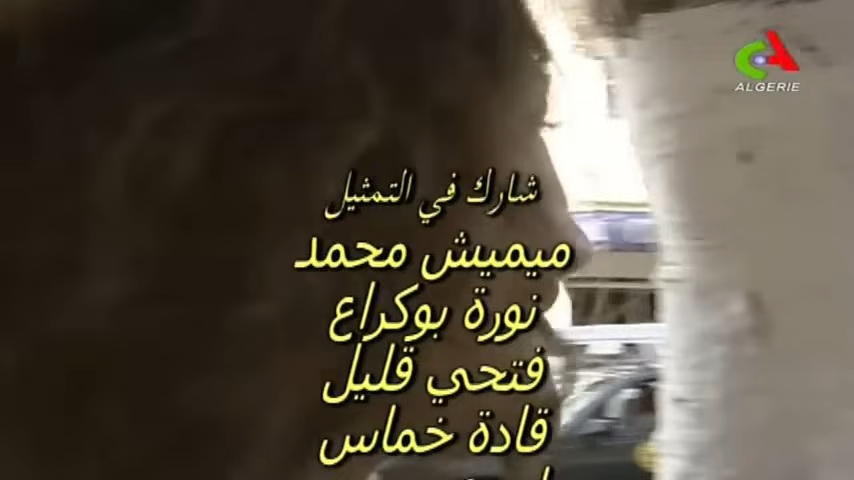 ALGERIE
شارك في التمثيل
ميميش محمد
نورة بوكراع
فتحي قليل
قادة خماس